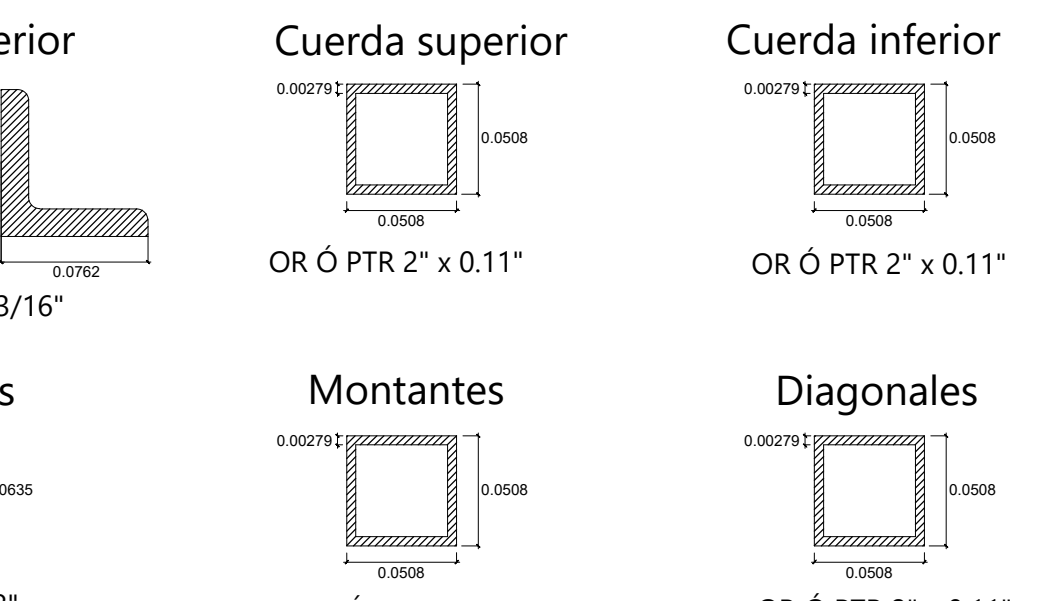 erior
Cuerda superior
Cuerda inferior
0.00279
0.0508
0.0508
0.00279
0.0508
0.0508
0.0762
OR Ó PTR 2" x 0.11"
OR Ó PTR 2" x 0.11"
3/16"
s
Montantes
Diagonales
0635
0.00279
0.0508
0.0508
0.00279
0.0508
0.0508